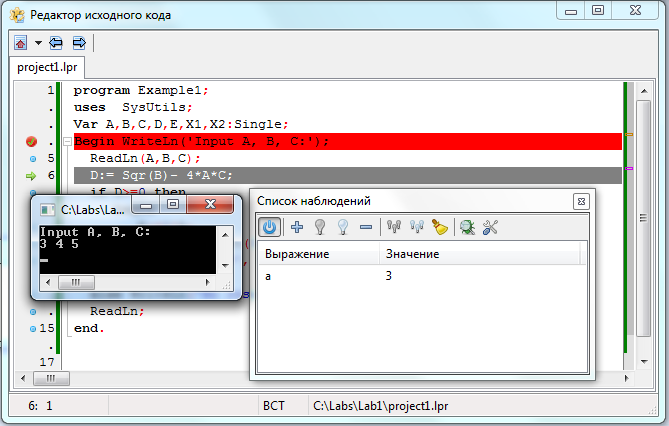 Редактор исходного кода
project1.lpr
1 program Example1;
. uses SysUtils;
. Var A,B,C,D,E,X1,X2:Single;
. Begin WriteLn('Input A, B, C:');
5 ReadLn(A,B,C);
6 D:= Sqr(B)- 4*A*C;
. if D>=0 then
C:\Labs\La...
Input A, B, C:
3 4 5
Список наблюдений
Выражение Значение
a 3
. ReadLn;
15 end.
.
17
6: 1 ВСТ C:\Labs\Lab1\project1.lpr